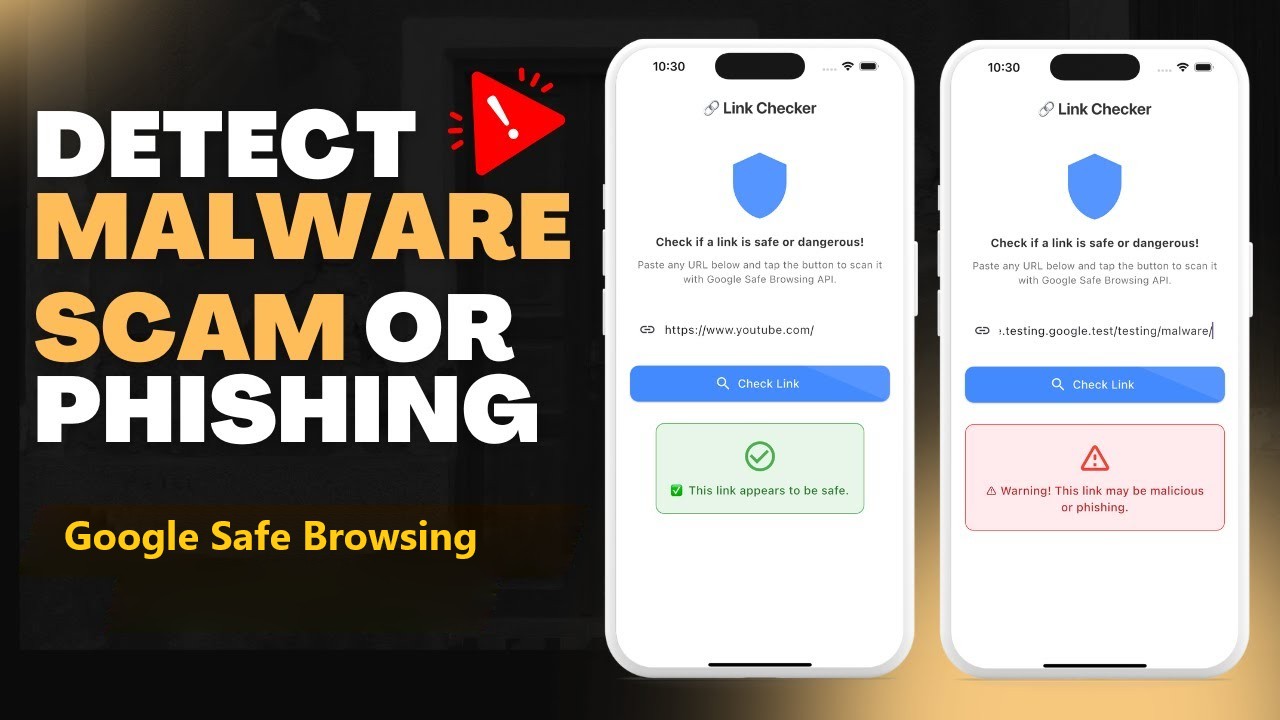 DETECT
MALWARE
SCAM OR
PHISHING
Google Safe Browsing
10:30
🔗 Link Checker
Check if a link is safe or dangerous!
Paste any URL below and tap the button to scan it
with Google Safe Browsing API.
https://www.youtube.com/
Check Link
✅ This link appears to be safe.
10:30
🔗 Link Checker
Check if a link is safe or dangerous!
Paste any URL below and tap the button to scan it
with Google Safe Browsing API.
.testing.google.test/testing/malware/
Check Link
⚠ Warning! This link may be malicious
or phishing.